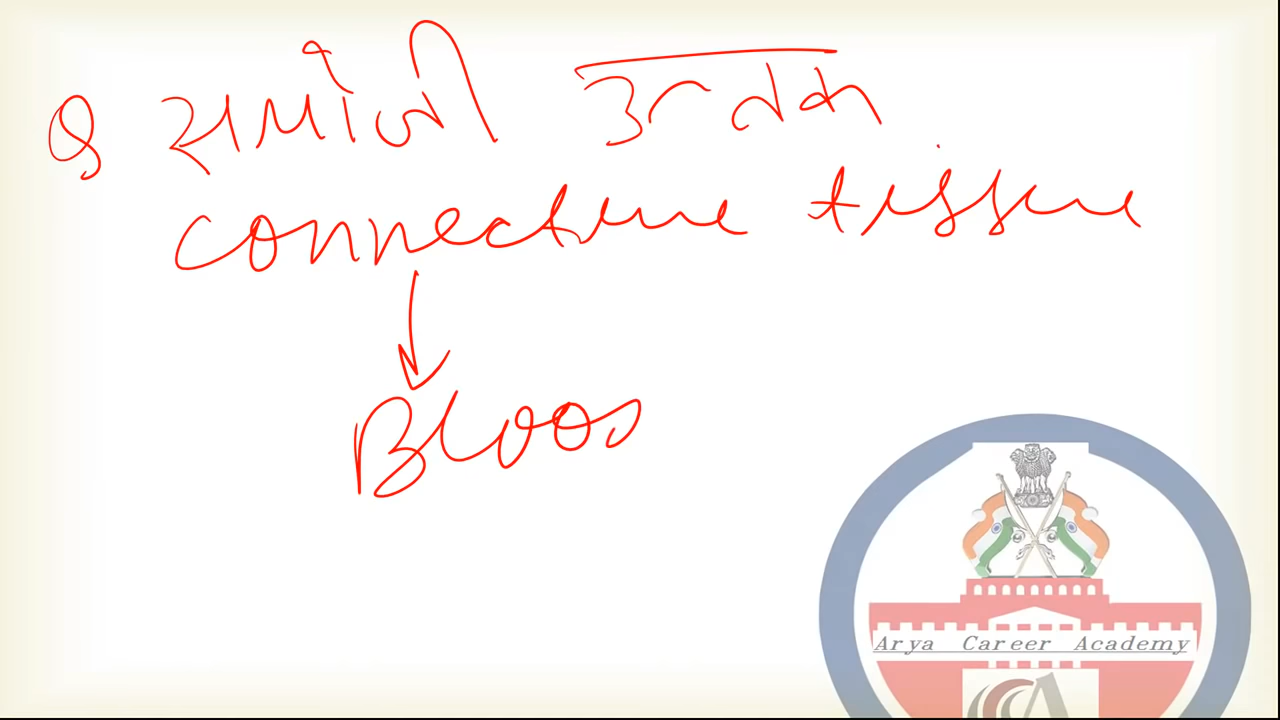 संयोजी ऊतक
connective tissue
Blood
Arya Career Academy